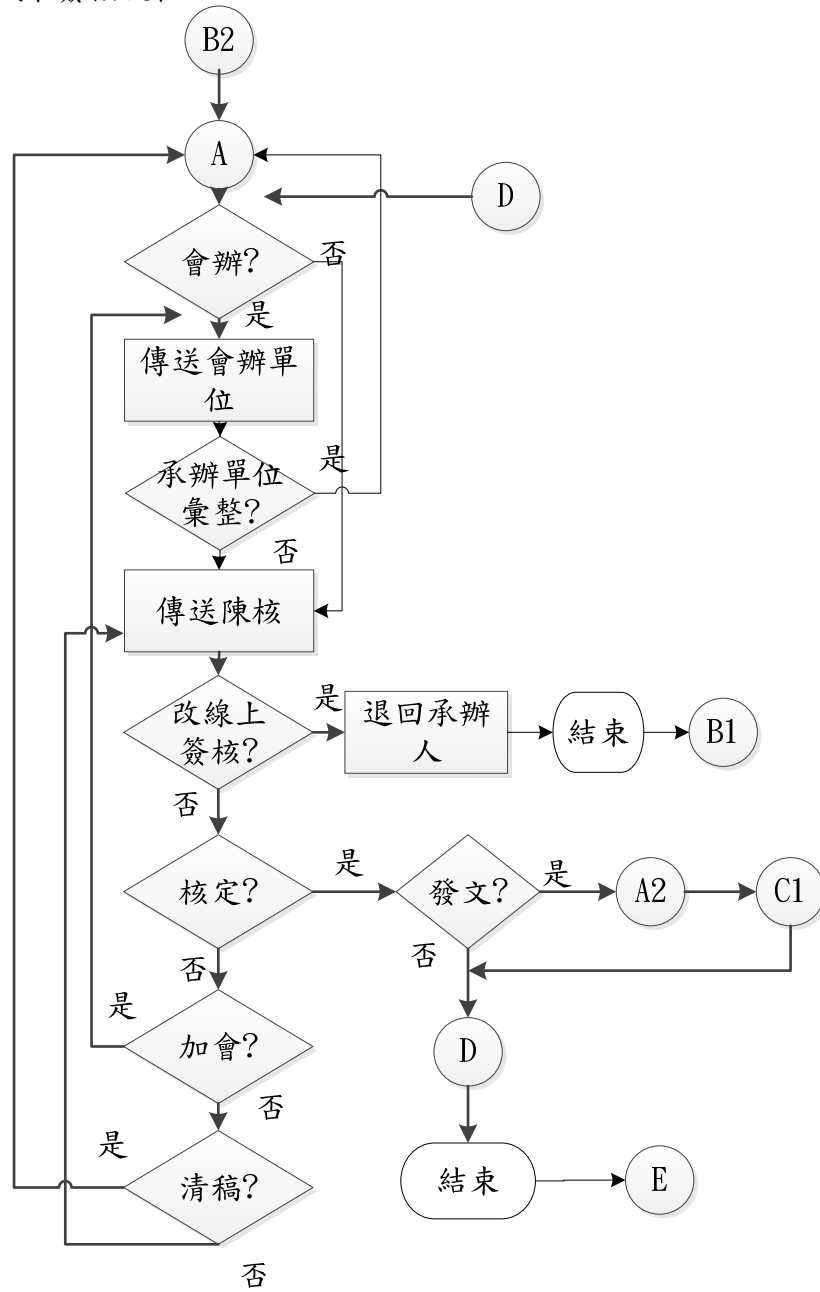 B2
A
D
會辦?
否
是
傳送會辦單
位
承辦單位
彙整?
是
否
傳送陳核
改線上
簽核?
是
退回承辦
人
結束
B1
否
核定?
是
發文?
是
A2
C1
否
否
是
加會?
D
否
是
清稿?
結束
E
否